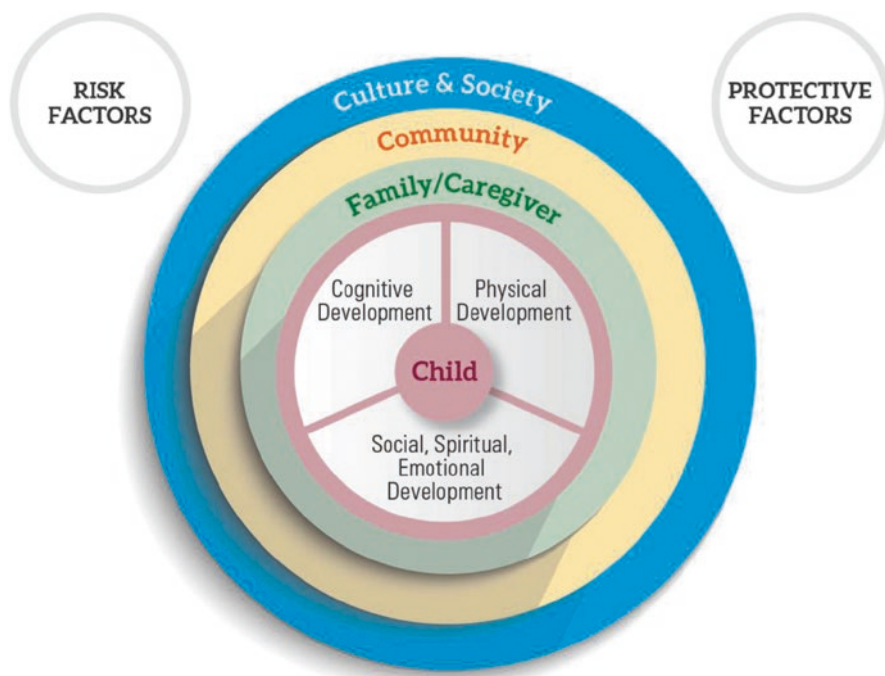 RISK
FACTORS
PROTECTIVE
FACTORS
Culture & Society
Community
Family/Caregiver
Cognitive
Development
Physical
Development
Child
Social, Spiritual,
Emotional
Development